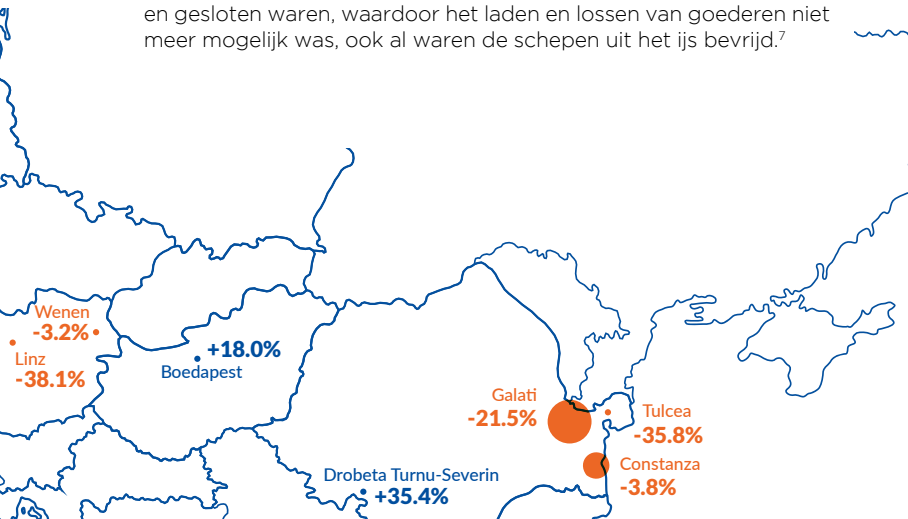 en gesloten waren, waardoor het laden en lossen van goederen niet
meer mogelijk was, ook al waren de schepen uit het ijs bevrijd.⁷
Wenen
-3.2%
Linz
-38.1%
+18.0%
Boedapest
Galati
-21.5%
Tulcea
-35.8%
Constanza
-3.8%
Drobeta Turnu-Severin
+35.4%